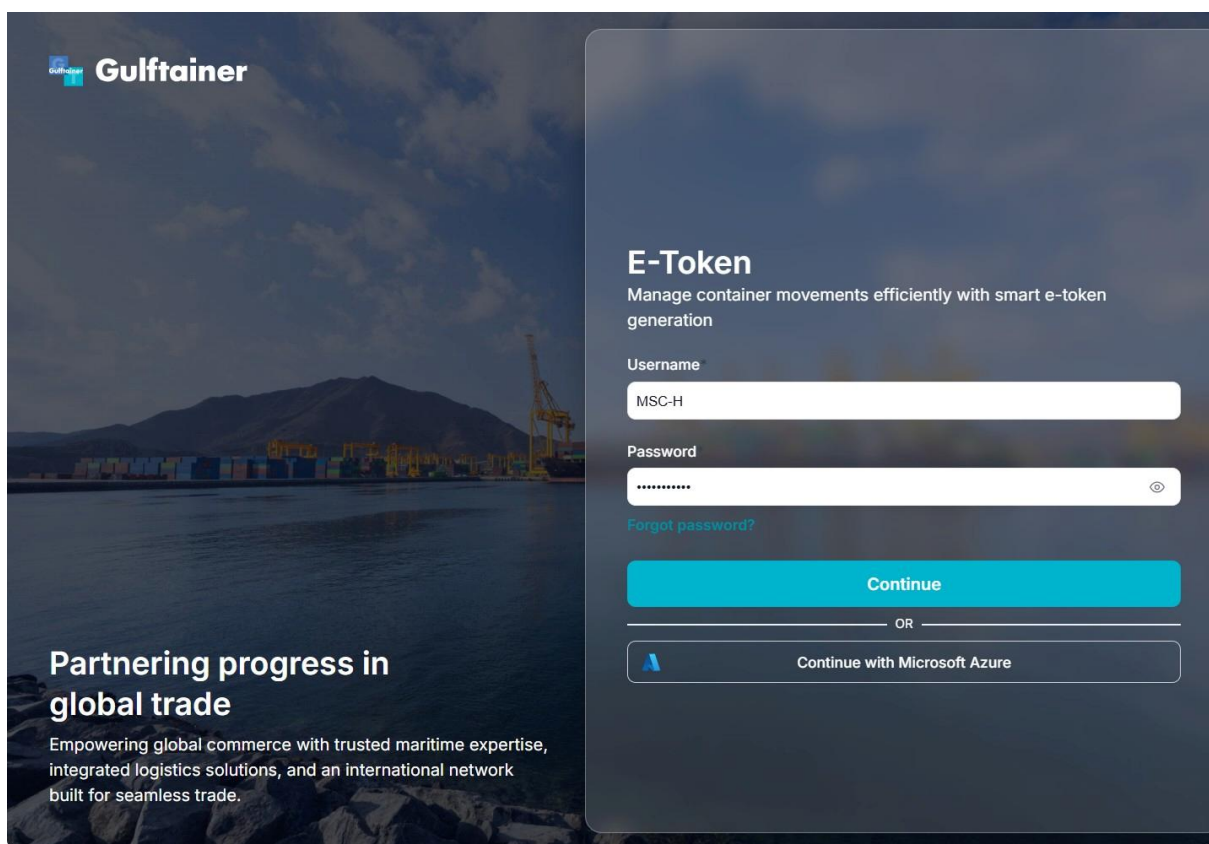 Gulftainer
Gulftainer
E-Token
Manage container movements efficiently with smart e-token
generation
Username*
MSC-H
Password*
•••••••••••
Forgot password?
Continue
OR
Continue with Microsoft Azure
Partnering progress in
global trade
Empowering global commerce with trusted maritime expertise,
integrated logistics solutions, and an international network
built for seamless trade.